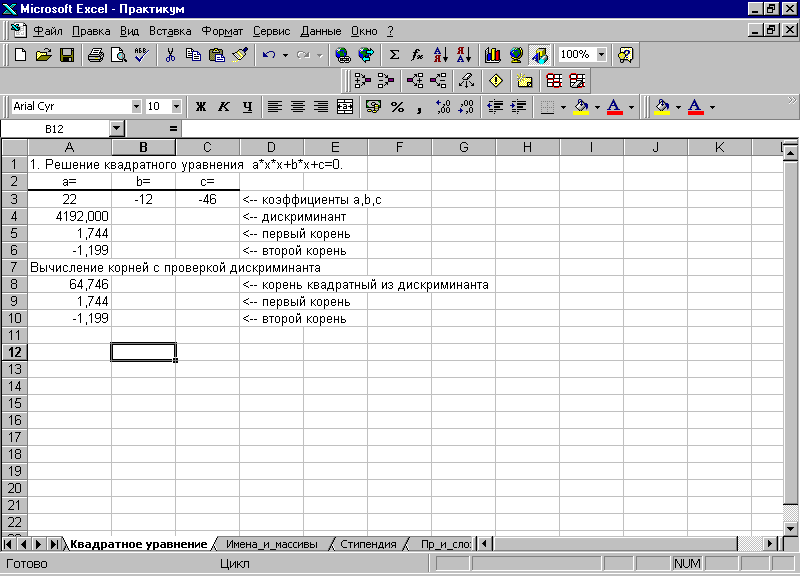 Microsoft Excel - Практикум
Файл Правка Вид Вставка Формат Сервис Данные Окно ?
100%
Arial Cyr 10 Ж К Ч % ,
B12 =
A B C D E F G H I J K L
1 1. Решение квадратного уравнения a*x*x+b*x+c=0.
2 a= b= c=
3 22 -12 -46 <-- коэффициенты a,b,c
4 4192,000 <-- дискриминант
5 1,744 <-- первый корень
6 -1,199 <-- второй корень
7 Вычисление корней с проверкой дискриминанта
8 64,746 <-- корень квадратный из дискриминанта
9 1,744 <-- первый корень
10 -1,199 <-- второй корень
11
12
13
14
15
16
17
18
19
20
21
22
Квадратное уравнение Имена_и_массивы Стипендия Пр_и_сло
Готово Цикл NUM